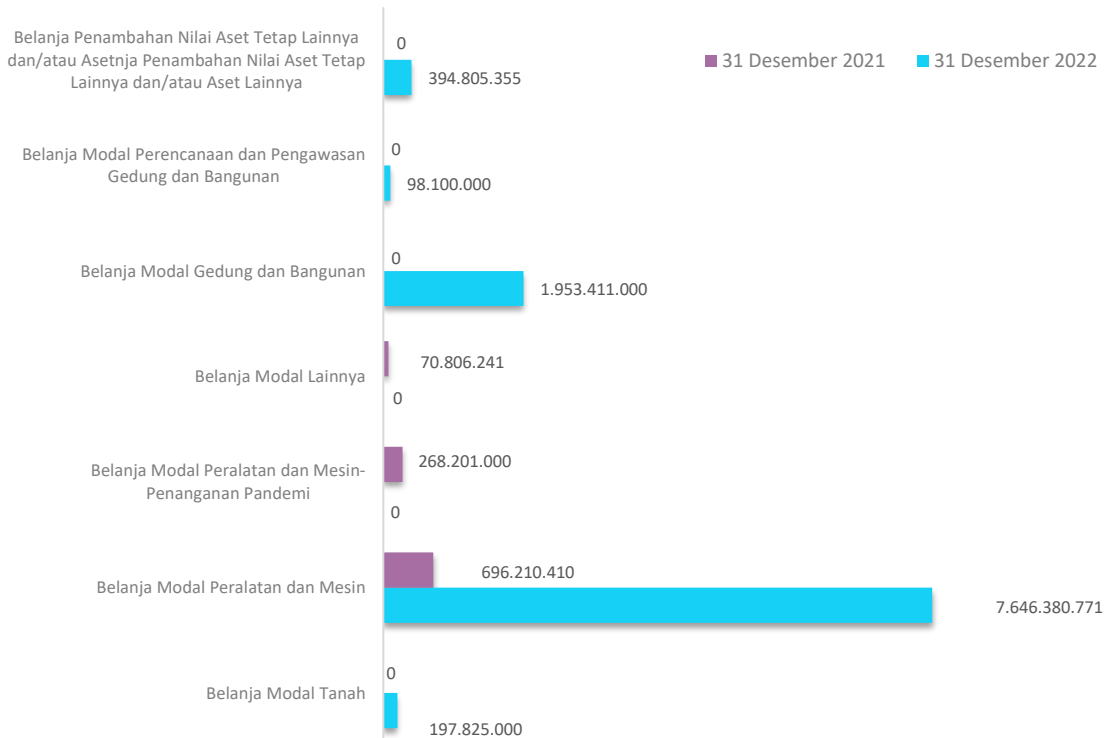 Belanja Penambahan Nilai Aset Tetap Lainnya
dan/atau Asetnja Penambahan Nilai Aset Tetap
Lainnya dan/atau Aset Lainnya
0
394.805.355
31 Desember 2021
31 Desember 2022
Belanja Modal Perencanaan dan Pengawasan
Gedung dan Bangunan
0
98.100.000
Belanja Modal Gedung dan Bangunan
0
1.953.411.000
Belanja Modal Lainnya
70.806.241
0
Belanja Modal Peralatan dan Mesin-
Penanganan Pandemi
268.201.000
0
Belanja Modal Peralatan dan Mesin
696.210.410
7.646.380.771
Belanja Modal Tanah
0
197.825.000